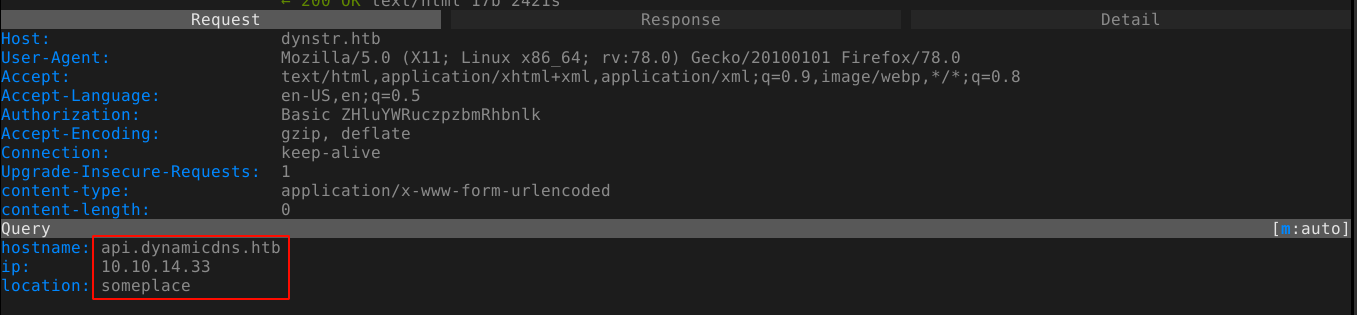 ← 200 OK text/html 17b 2421s
Request Response Detail
Host: dynstr.htb
User-Agent: Mozilla/5.0 (X11; Linux x86_64; rv:78.0) Gecko/20100101 Firefox/78.0
Accept: text/html,application/xhtml+xml,application/xml;q=0.9,image/webp,*/*;q=0.8
Accept-Language: en-US,en;q=0.5
Authorization: Basic ZHluYWRuczpzbmRhbnlk
Accept-Encoding: gzip, deflate
Connection: keep-alive
Upgrade-Insecure-Requests: 1
content-type: application/x-www-form-urlencoded
content-length: 0
Query [m:auto]
hostname: api.dynamicdns.htb
ip: 10.10.14.33
location: someplace